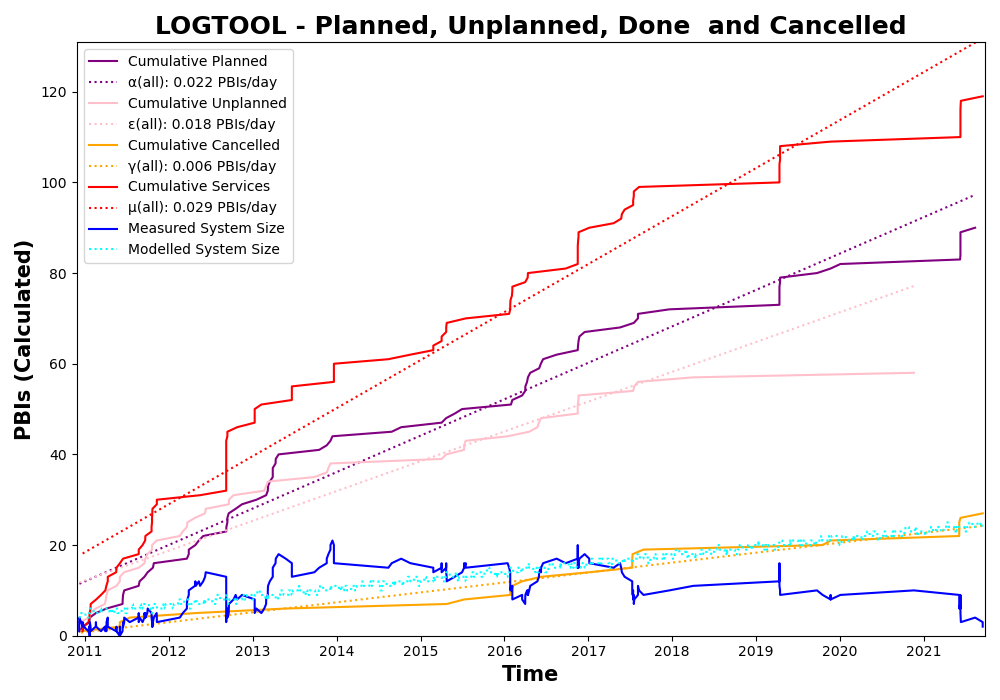 LOGTOOL - Planned, Unplanned, Done  and Cancelled
Cumulative Planned
α(all): 0.022 PBIs/day
Cumulative Unplanned
ε(all): 0.018 PBIs/day
Cumulative Cancelled
γ(all): 0.006 PBIs/day
Cumulative Services
μ(all): 0.029 PBIs/day
Measured System Size
Modelled System Size
PBIs (Calculated)
120
100
80
60
40
20
0
2011 2012 2013 2014 2015 2016 2017 2018 2019 2020 2021
Time